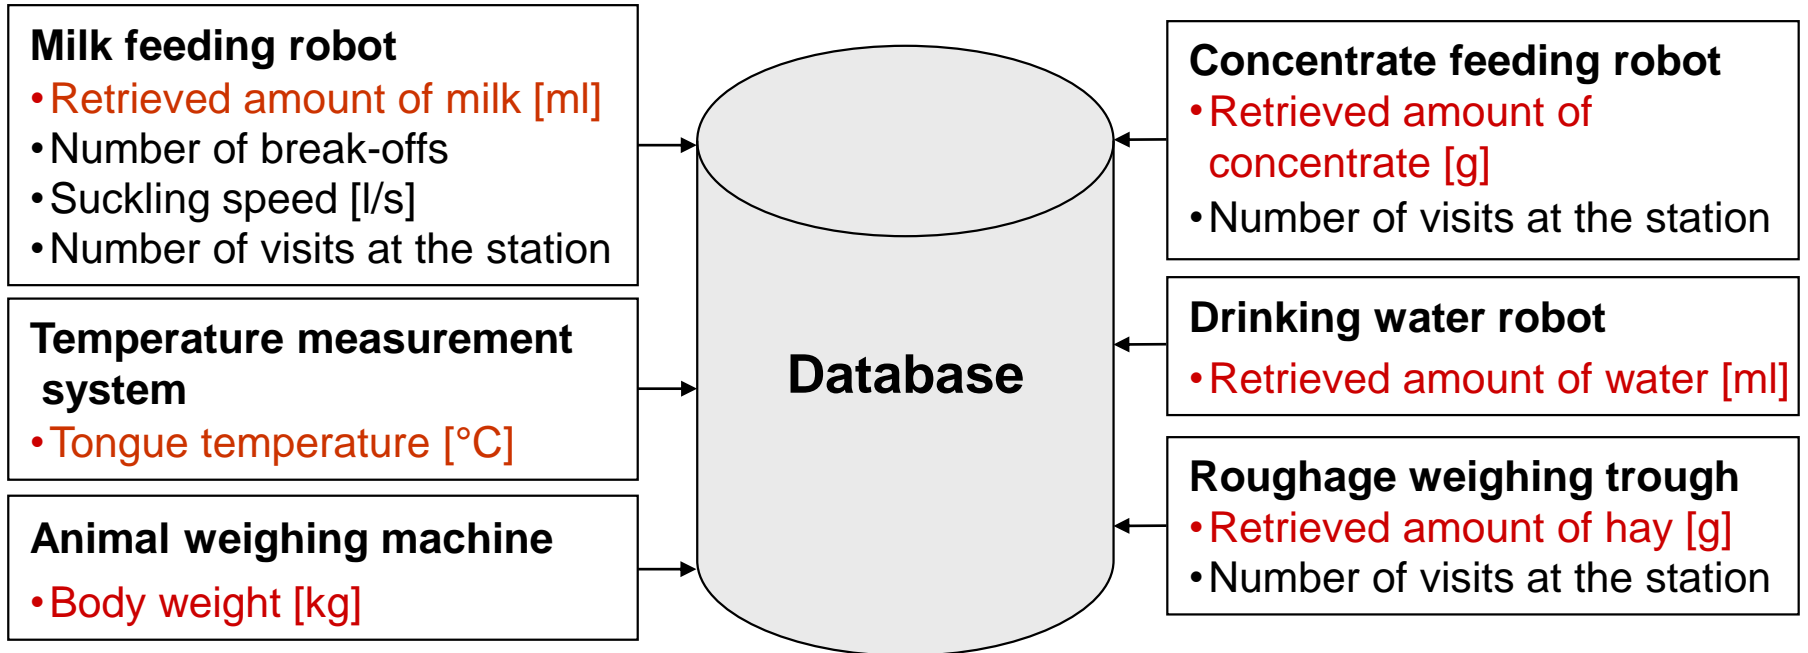 Milk feeding robot
•Retrieved amount of milk [ml]
•Number of break-offs
•Suckling speed [l/s]
•Number of visits at the station
Temperature measurement
system
•Tongue temperature [°C]
Animal weighing machine
•Body weight [kg]
Database
Concentrate feeding robot
•Retrieved amount of
concentrate [g]
•Number of visits at the station
Drinking water robot
•Retrieved amount of water [ml]
Roughage weighing trough
•Retrieved amount of hay [g]
•Number of visits at the station